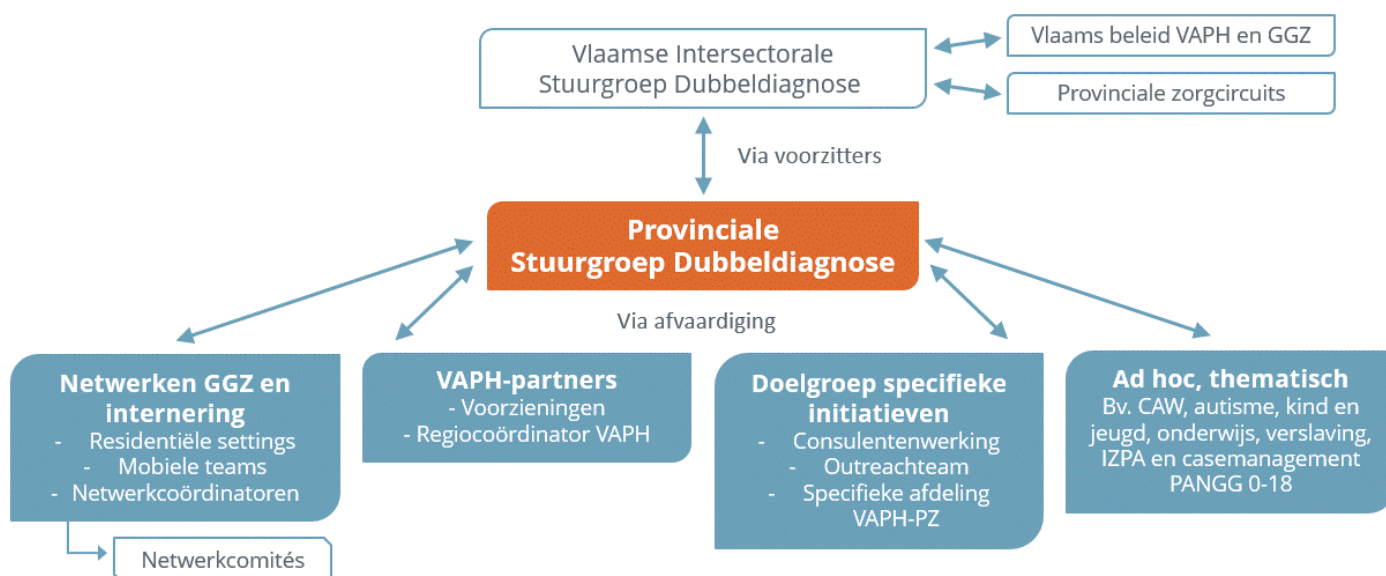 Vlaamse Intersectorale
Stuurgroep Dubbeldiagnose
Vlaams beleid VAPH en GGZ
Provinciale zorgcircuits
Via voorzitters
Provinciale
Stuurgroep Dubbeldiagnose
Via afvaardiging
Netwerken GGZ en
internering
- Residentiële settings
- Mobiele teams
- Netwerkcoördinatoren
Netwerkcomités
VAPH-partners
- Voorzieningen
- Regiocoördinator VAPH
Doelgroep specifieke
initiatieven
- Consulentenwerking
- Outreachteam
- Specifieke afdeling
VAPH-PZ
Ad hoc, thematisch
Bv. CAW, autisme, kind en
jeugd, onderwijs, verslaving,
IZPA en casemanagement
PANGG 0-18